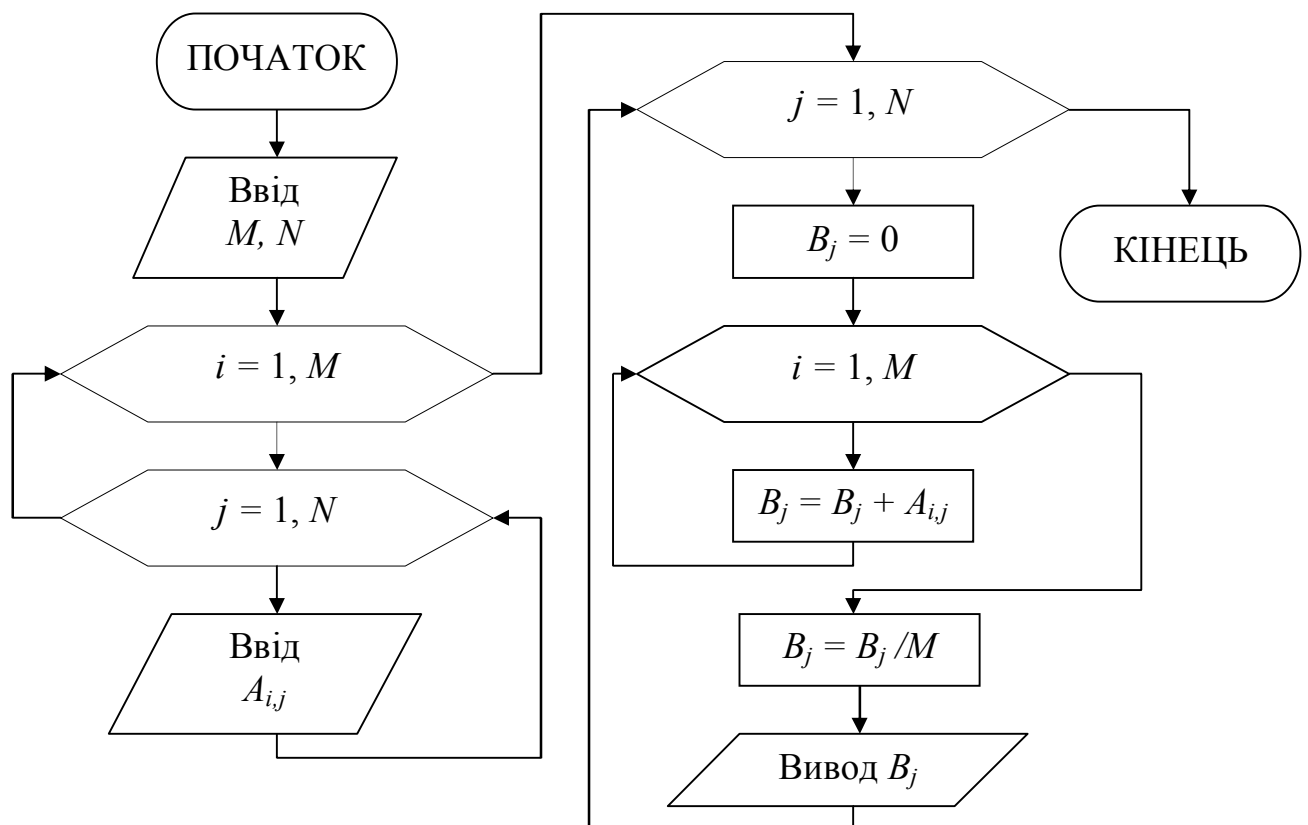 ПОЧАТОК
Ввід
M, N
i = 1, M
j = 1, N
Ввід
A_{i,j}
j = 1, N
B_j = 0
i = 1, M
B_j = B_j + A_{i,j}
B_j = B_j /M
Вивод B_j
КІНЕЦЬ